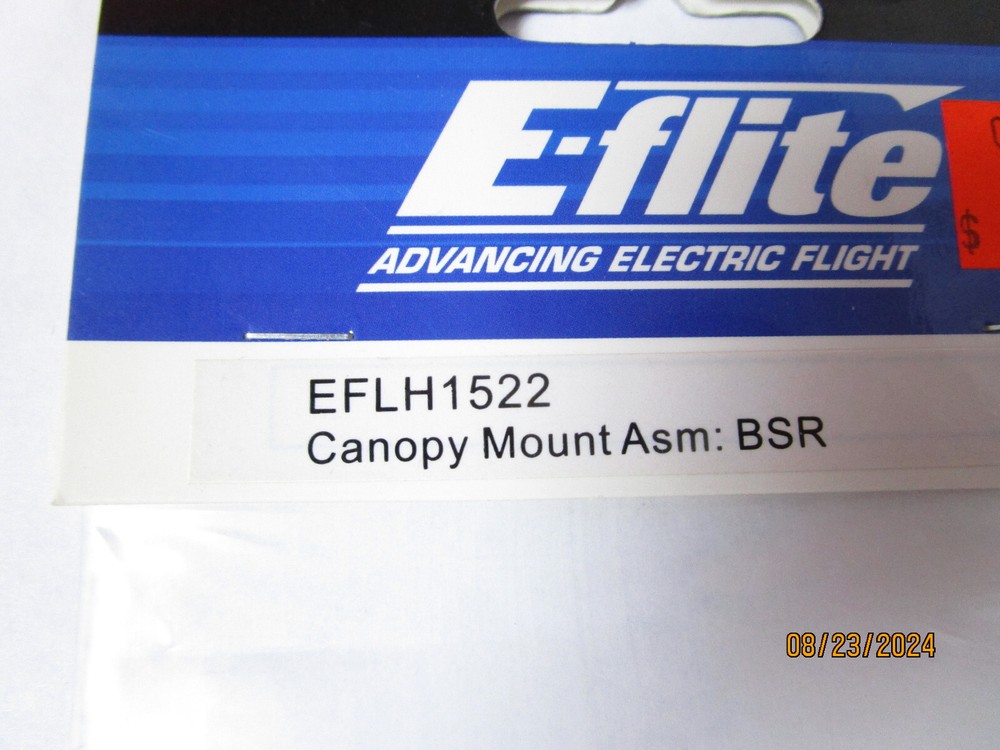 E-flite
ADVANCING ELECTRIC FLIGHT
$
EFLH1522
Canopy Mount Asm: BSR
08/23/2024